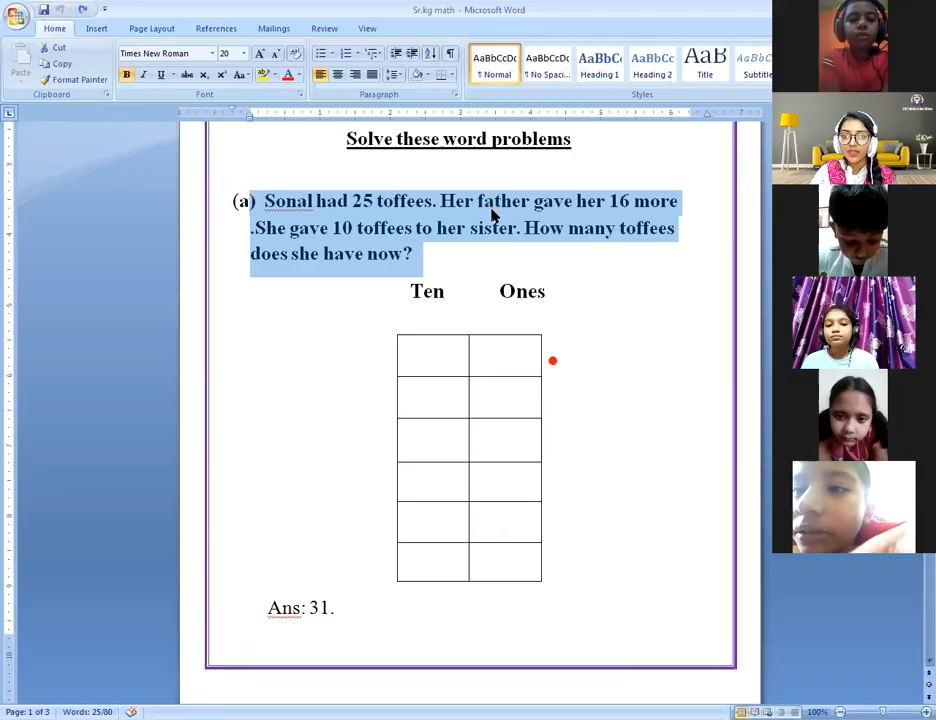 Sr.kg math - Microsoft Word
Home Insert Page Layout References Mailings Review View
Paste
Cut
Copy
Format Painter
Clipboard
Times New Roman 20
Font
Paragraph
AaBbCcDc AaBbCcDc AaBbC AaBbCc AaB AaBbCc.
¶ Normal ¶ No Spaci... Heading 1 Heading 2 Title Subtitle
Styles
Solve these word problems
(a) Sonal had 25 toffees. Her father gave her 16 more
.She gave 10 toffees to her sister. How many toffees
does she have now?
Ten Ones
Ans: 31.
Page: 1 of 3 Words: 25/80 100%